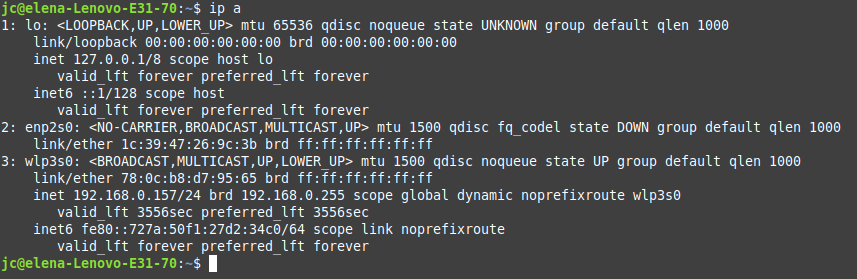 jc@elena-Lenovo-E31-70:~$ ip a
1: lo: <LOOPBACK,UP,LOWER_UP> mtu 65536 qdisc noqueue state UNKNOWN group default qlen 1000
    link/loopback 00:00:00:00:00:00 brd 00:00:00:00:00:00
    inet 127.0.0.1/8 scope host lo
       valid_lft forever preferred_lft forever
    inet6 ::1/128 scope host
       valid_lft forever preferred_lft forever
2: enp2s0: <NO-CARRIER,BROADCAST,MULTICAST,UP> mtu 1500 qdisc fq_codel state DOWN group default qlen 1000
    link/ether 1c:39:47:26:9c:3b brd ff:ff:ff:ff:ff:ff
3: wlp3s0: <BROADCAST,MULTICAST,UP,LOWER_UP> mtu 1500 qdisc noqueue state UP group default qlen 1000
    link/ether 78:0c:b8:d7:95:65 brd ff:ff:ff:ff:ff:ff
    inet 192.168.0.157/24 brd 192.168.0.255 scope global dynamic noprefixroute wlp3s0
       valid_lft 3556sec preferred_lft 3556sec
    inet6 fe80::727a:50f1:27d2:34c0/64 scope link noprefixroute
       valid_lft forever preferred_lft forever
jc@elena-Lenovo-E31-70:~$